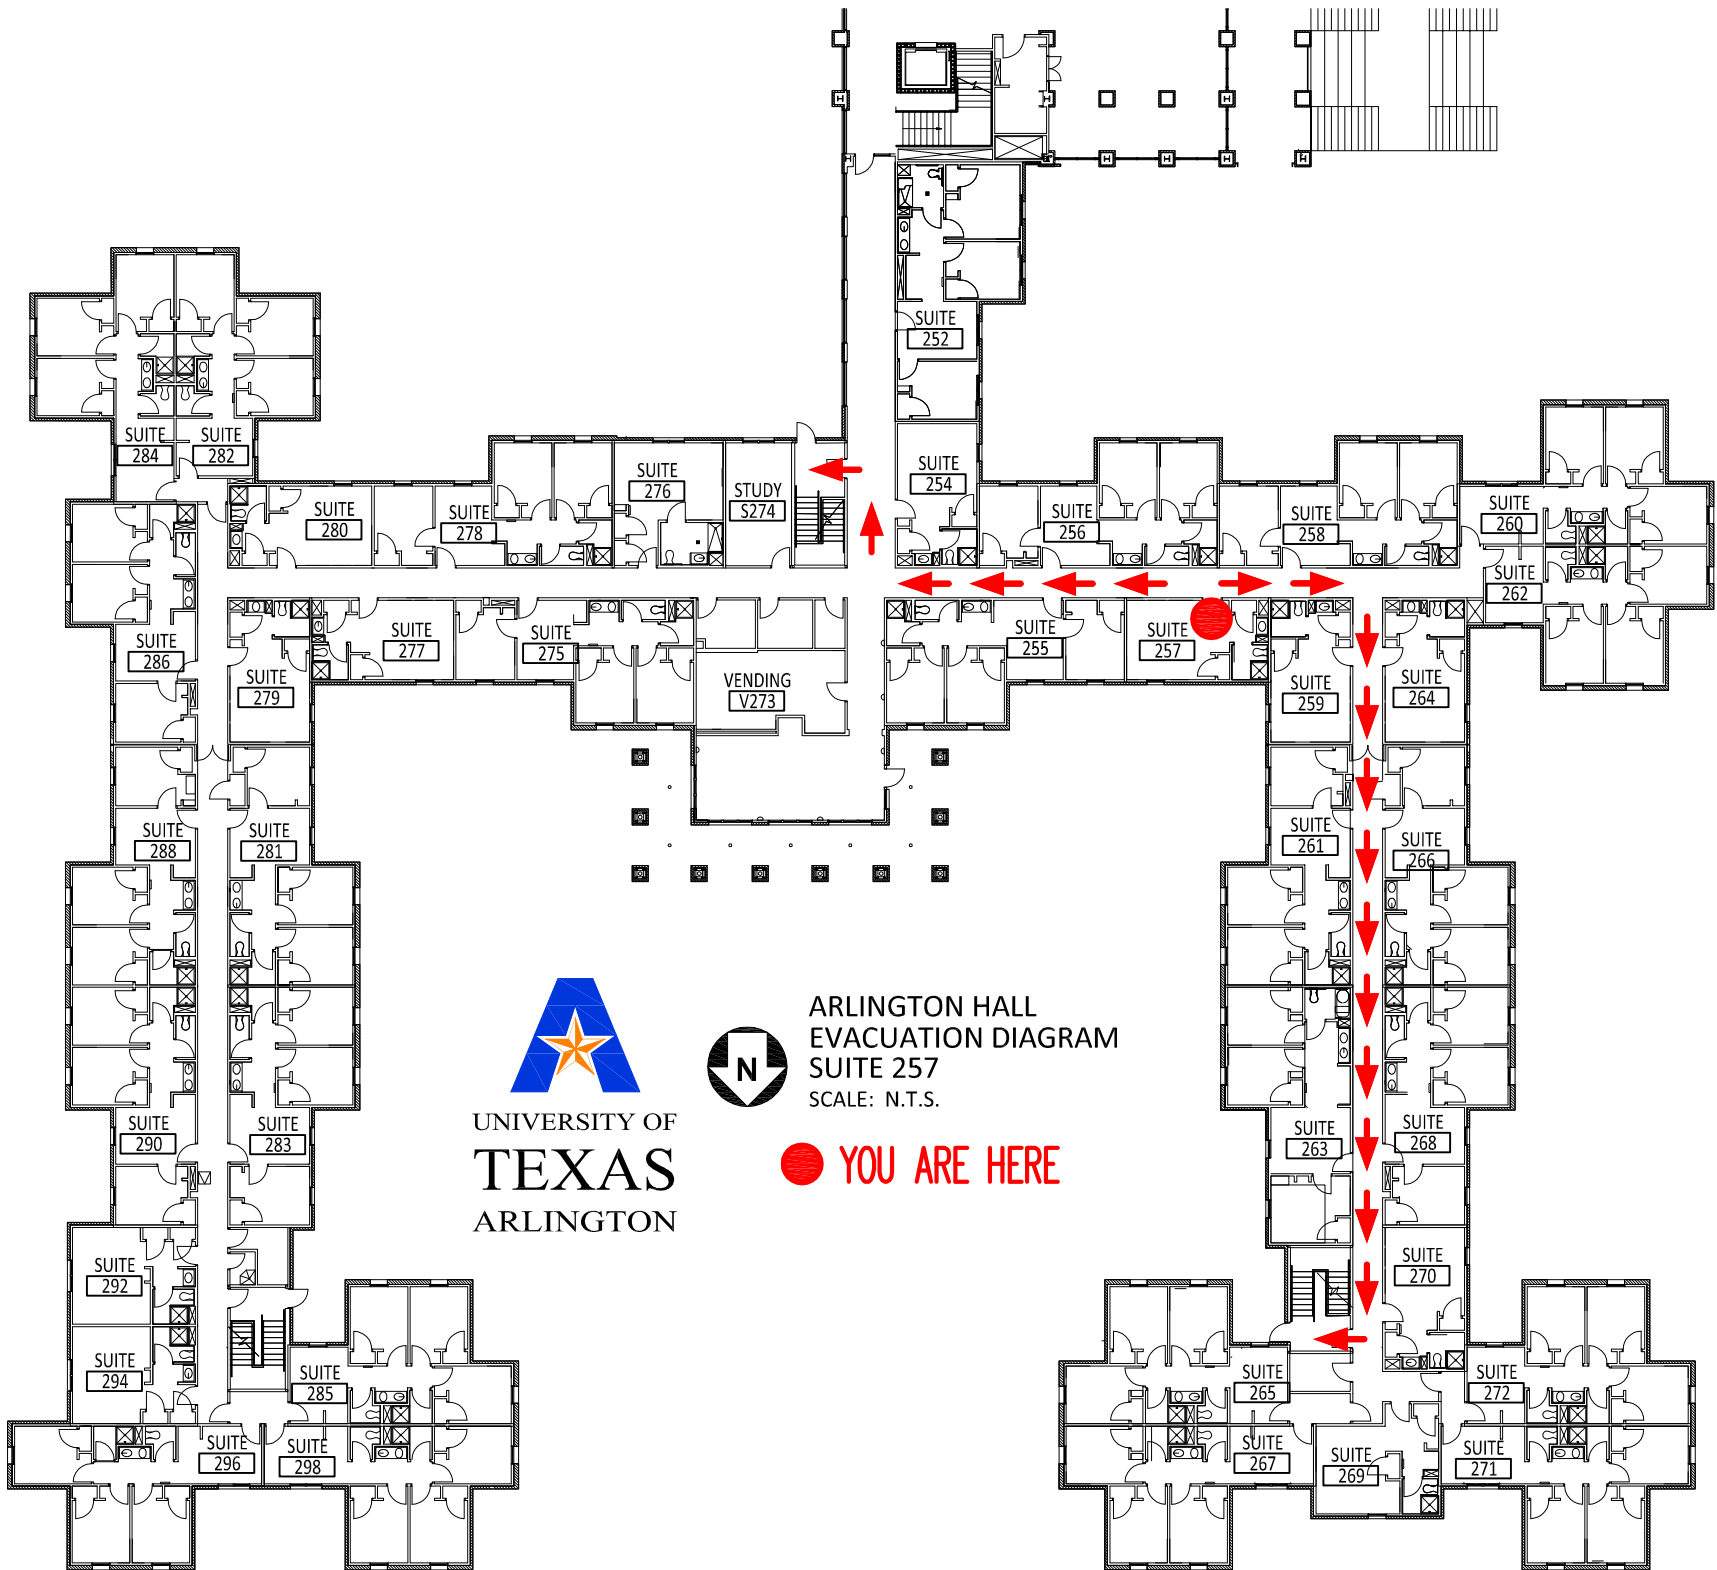 SUITE
252
SUITE
284
SUITE
282
SUITE
254
SUITE
276
STUDY
S274
SUITE
280
SUITE
278
SUITE
256
SUITE
258
SUITE
260
SUITE
262
SUITE
286
SUITE
279
SUITE
277
SUITE
275
VENDING
V273
SUITE
255
SUITE
257
SUITE
259
SUITE
264
SUITE
288
SUITE
281
SUITE
261
SUITE
266
SUITE
290
SUITE
283
SUITE
263
SUITE
268
UNIVERSITY OF
TEXAS
ARLINGTON
N
ARLINGTON HALL
EVACUATION DIAGRAM
SUITE 257
SCALE: N.T.S.
YOU ARE HERE
SUITE
292
SUITE
270
SUITE
294
SUITE
285
SUITE
265
SUITE
272
SUITE
296
SUITE
298
SUITE
267
SUITE
269
SUITE
271